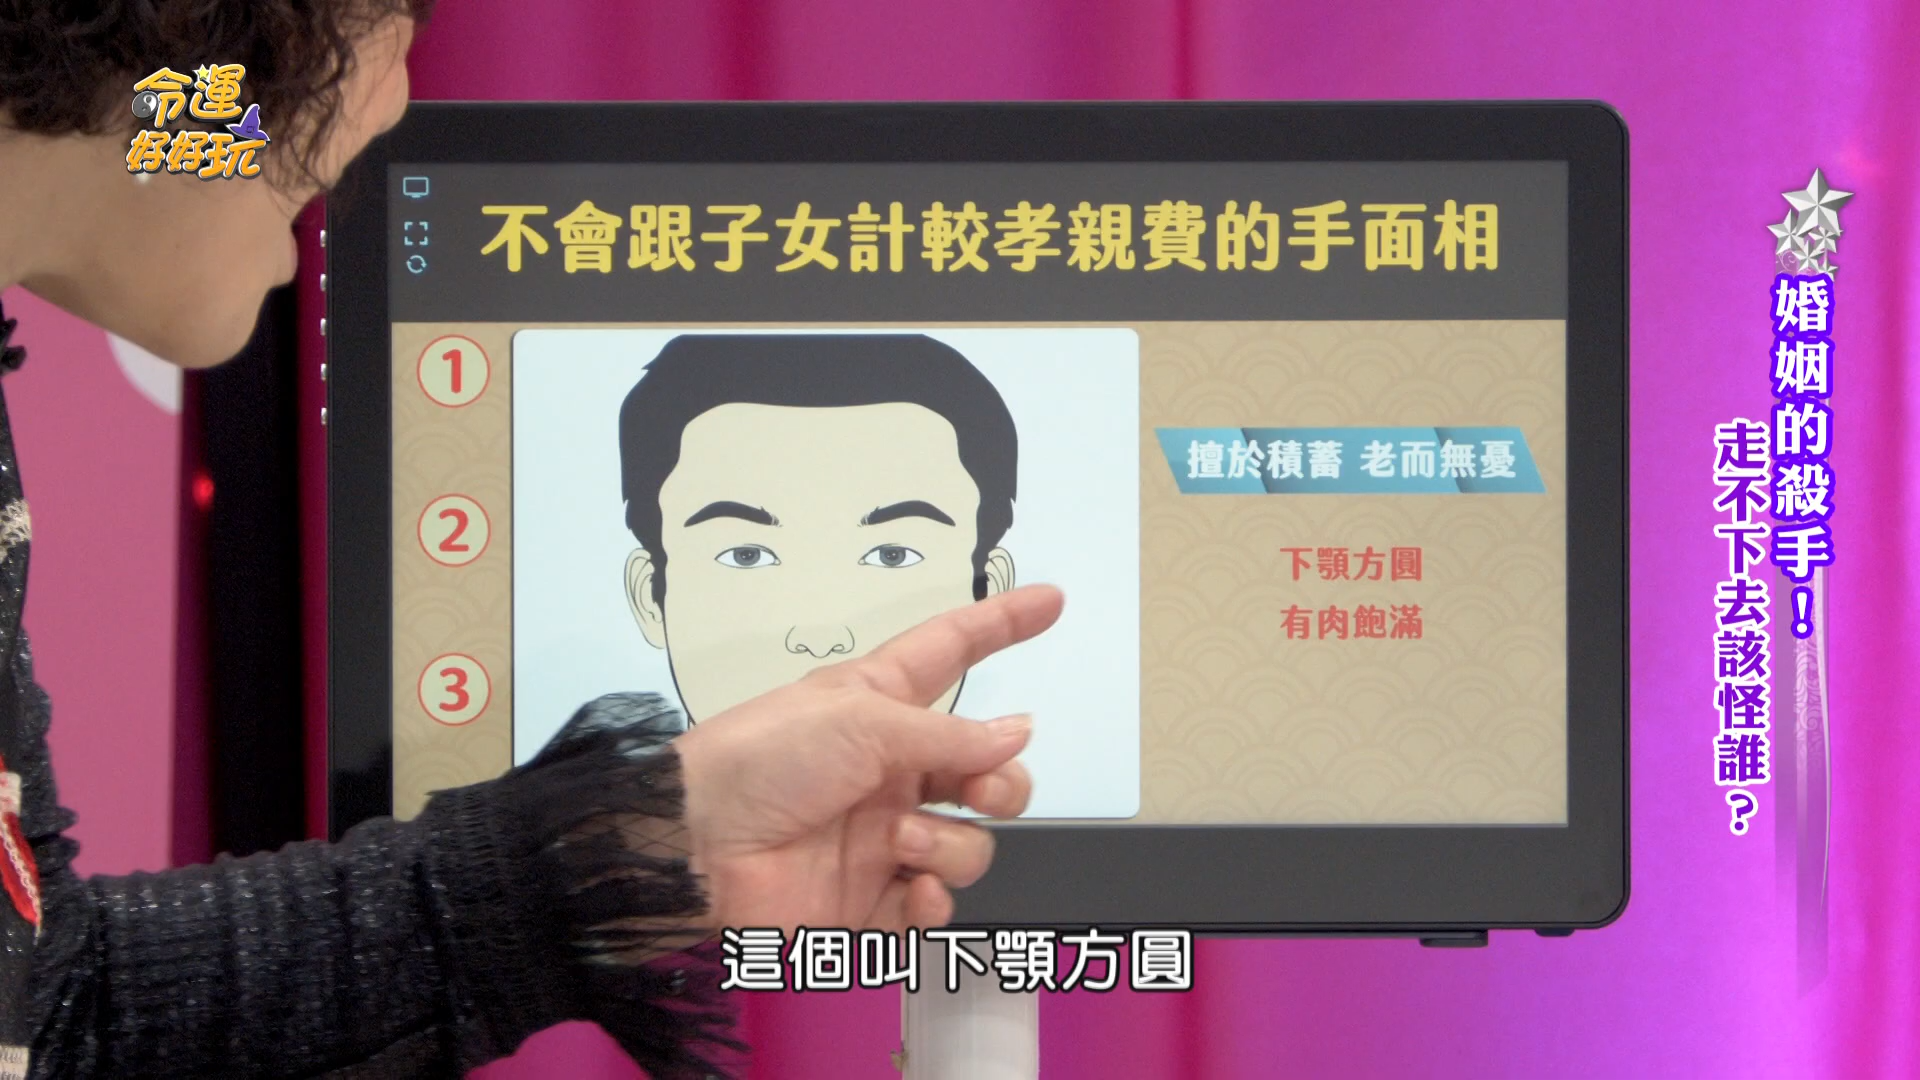 命運
好好玩
不會跟子女計較孝親費的手面相
1
2
3
擅於積蓄 老而無憂
下顎方圓
有肉飽滿
婚姻的殺手！
走不下去該怪誰？
這個叫下顎方圓